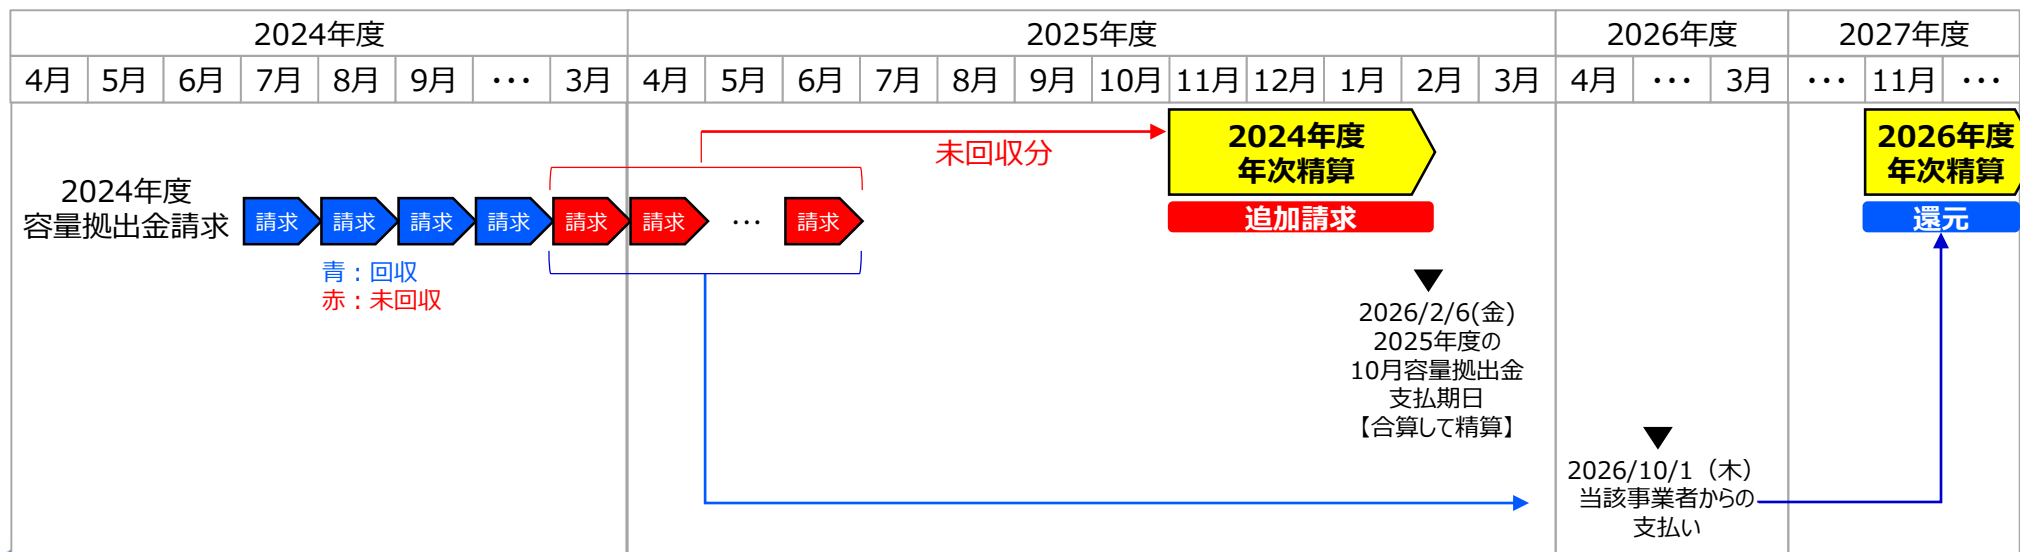 2024年度 2025年度 2026年度 2027年度
4月 5月 6月 7月 8月 9月 ・・・ 3月 4月 5月 6月 7月 8月 9月 10月 11月 12月 1月 2月 3月 4月 ・・・ 3月 ・・・ 11月 ・・・
未回収分
2024年度
年次精算
2026年度
年次精算
2024年度
容量拠出金請求
請求 請求 請求 請求 請求 請求 … 請求
追加請求
還元
青：回収
赤：未回収
2026/2/6(金)
2025年度の
10月容量拠出金
支払期日
【合算して精算】
2026/10/1（木）
当該事業者からの
支払い